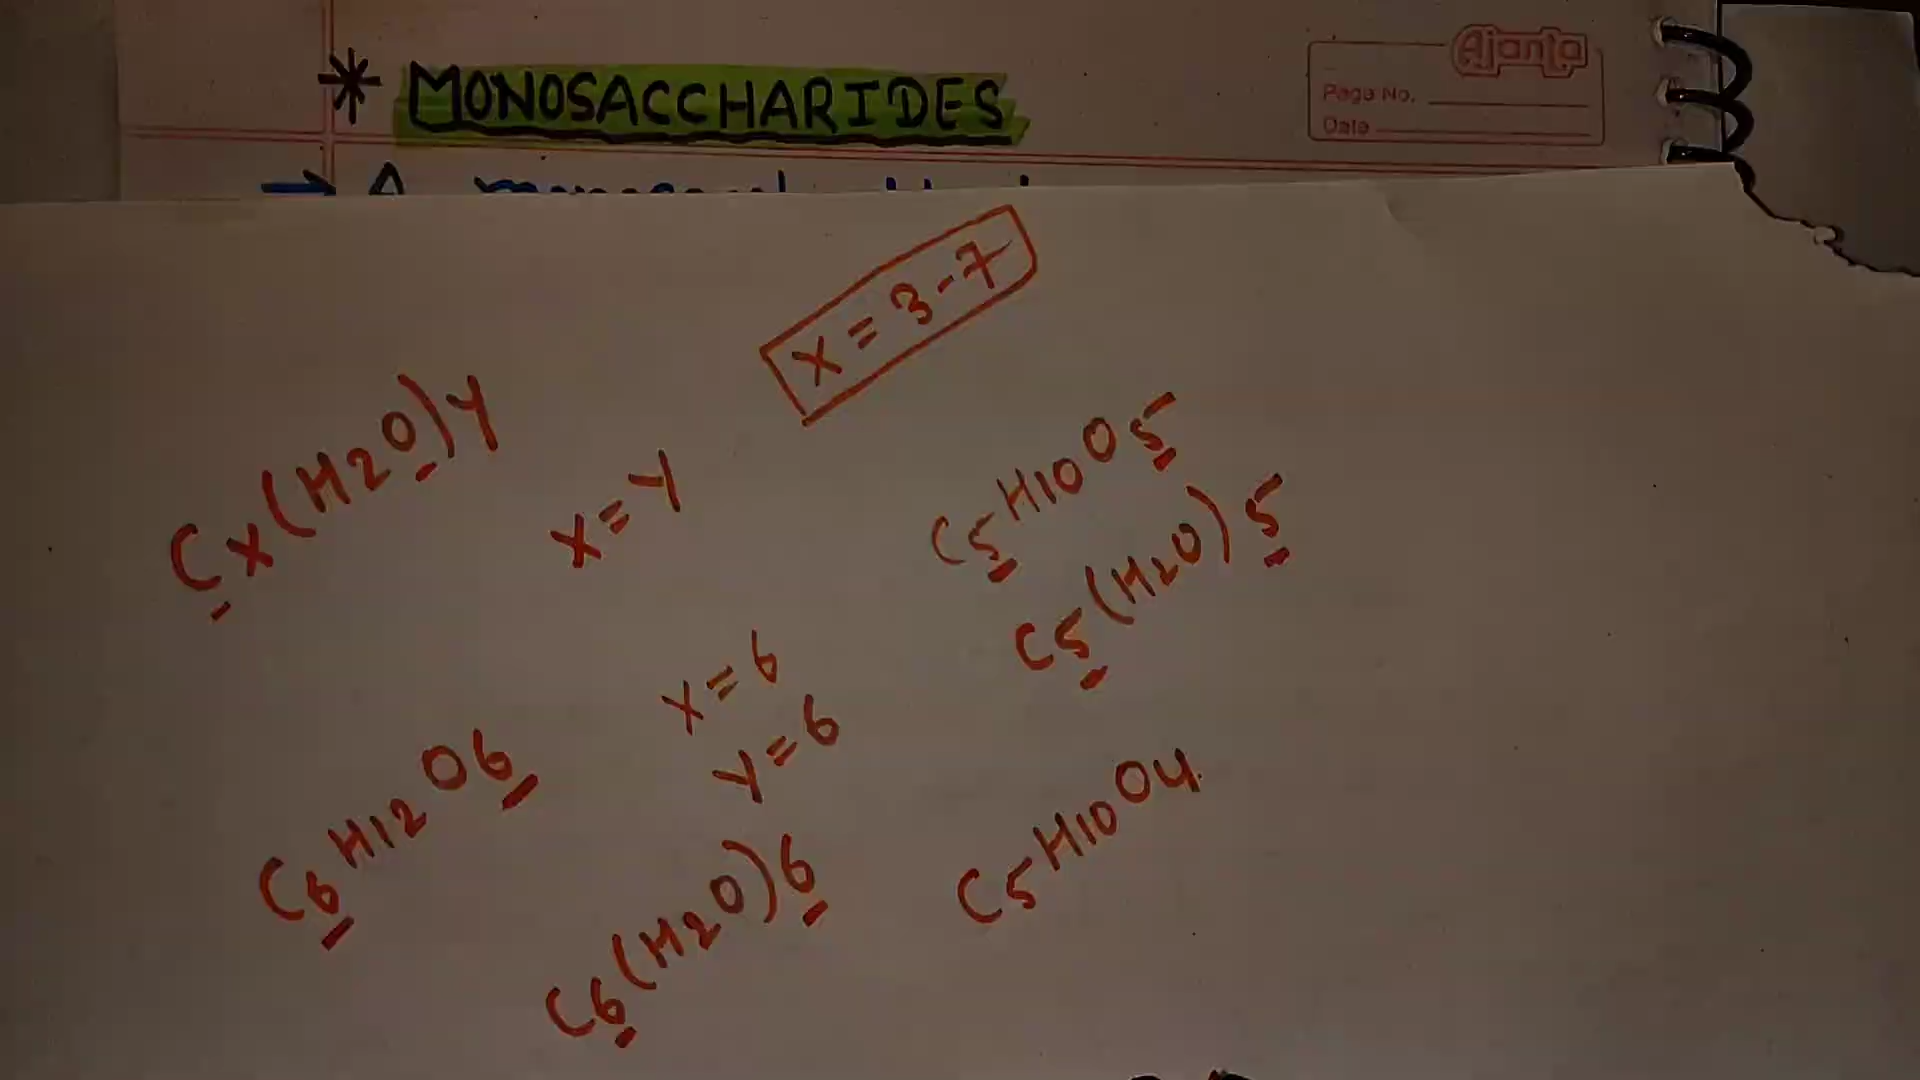 * MONOSACCHARIDES
Ajanta
Page No.
Date
→ A
X = 3-7
Cx(H2O)Y
X=Y
C5H10O5
C5(H2O)5
X=6
Y=6
C6H12O6
C6(H2O)6
C5H10O4